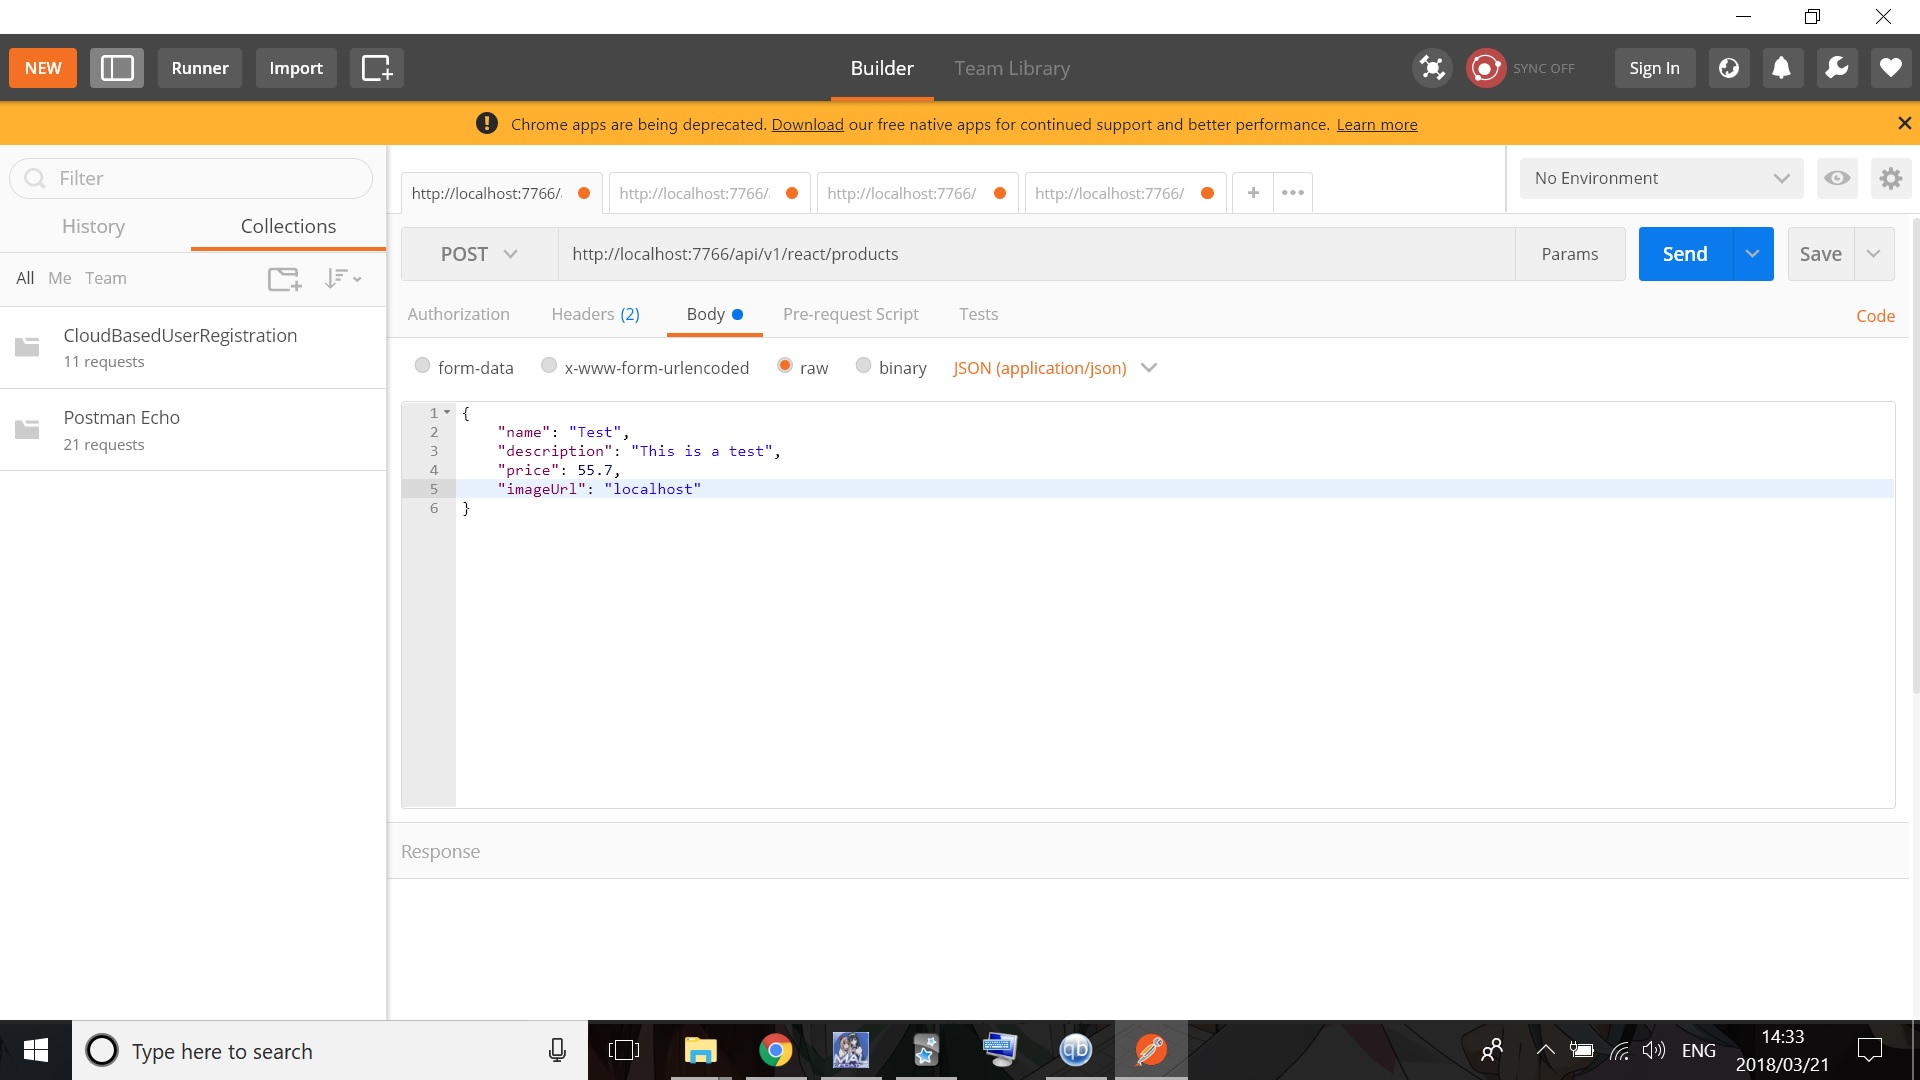 NEW Runner Import Builder Team Library SYNC OFF Sign In
Chrome apps are being deprecated. Download our free native apps for continued support and better performance. Learn more
Filter
History Collections
All Me Team
CloudBasedUserRegistration
11 requests
Postman Echo
21 requests
http://localhost:7766/ http://localhost:7766/ http://localhost:7766/ http://localhost:7766/ + •••
No Environment
POST http://localhost:7766/api/v1/react/products Params Send Save
Authorization Headers (2) Body Pre-request Script Tests Code
form-data x-www-form-urlencoded raw binary JSON (application/json)
1 {
2 "name": "Test",
3 "description": "This is a test",
4 "price": 55.7,
5 "imageUrl": "localhost"
6 }
Response
Type here to search
qb
ENG
14:33
2018/03/21